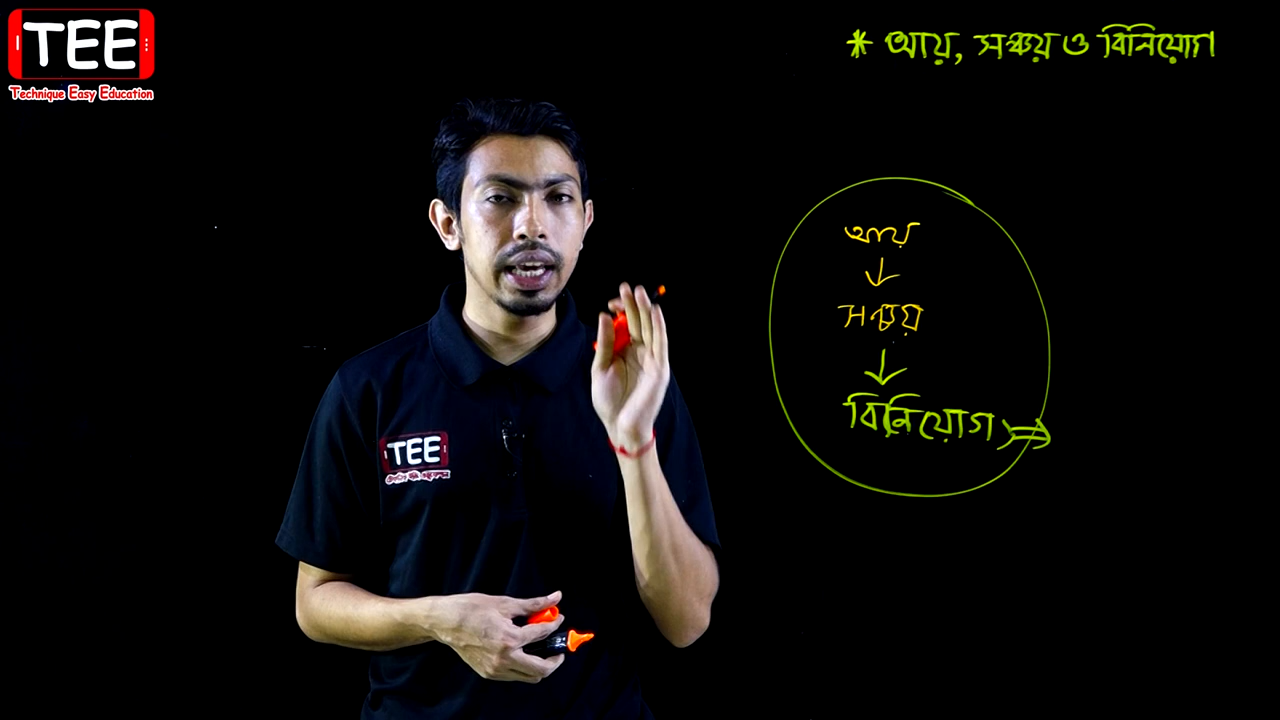 TEE
Technique Easy Education
* আয়, সঞ্চয় ও বিনিয়োগ
আয়
↓
সঞ্চয়
↓
বিনিয়োগ ⇒
TEE